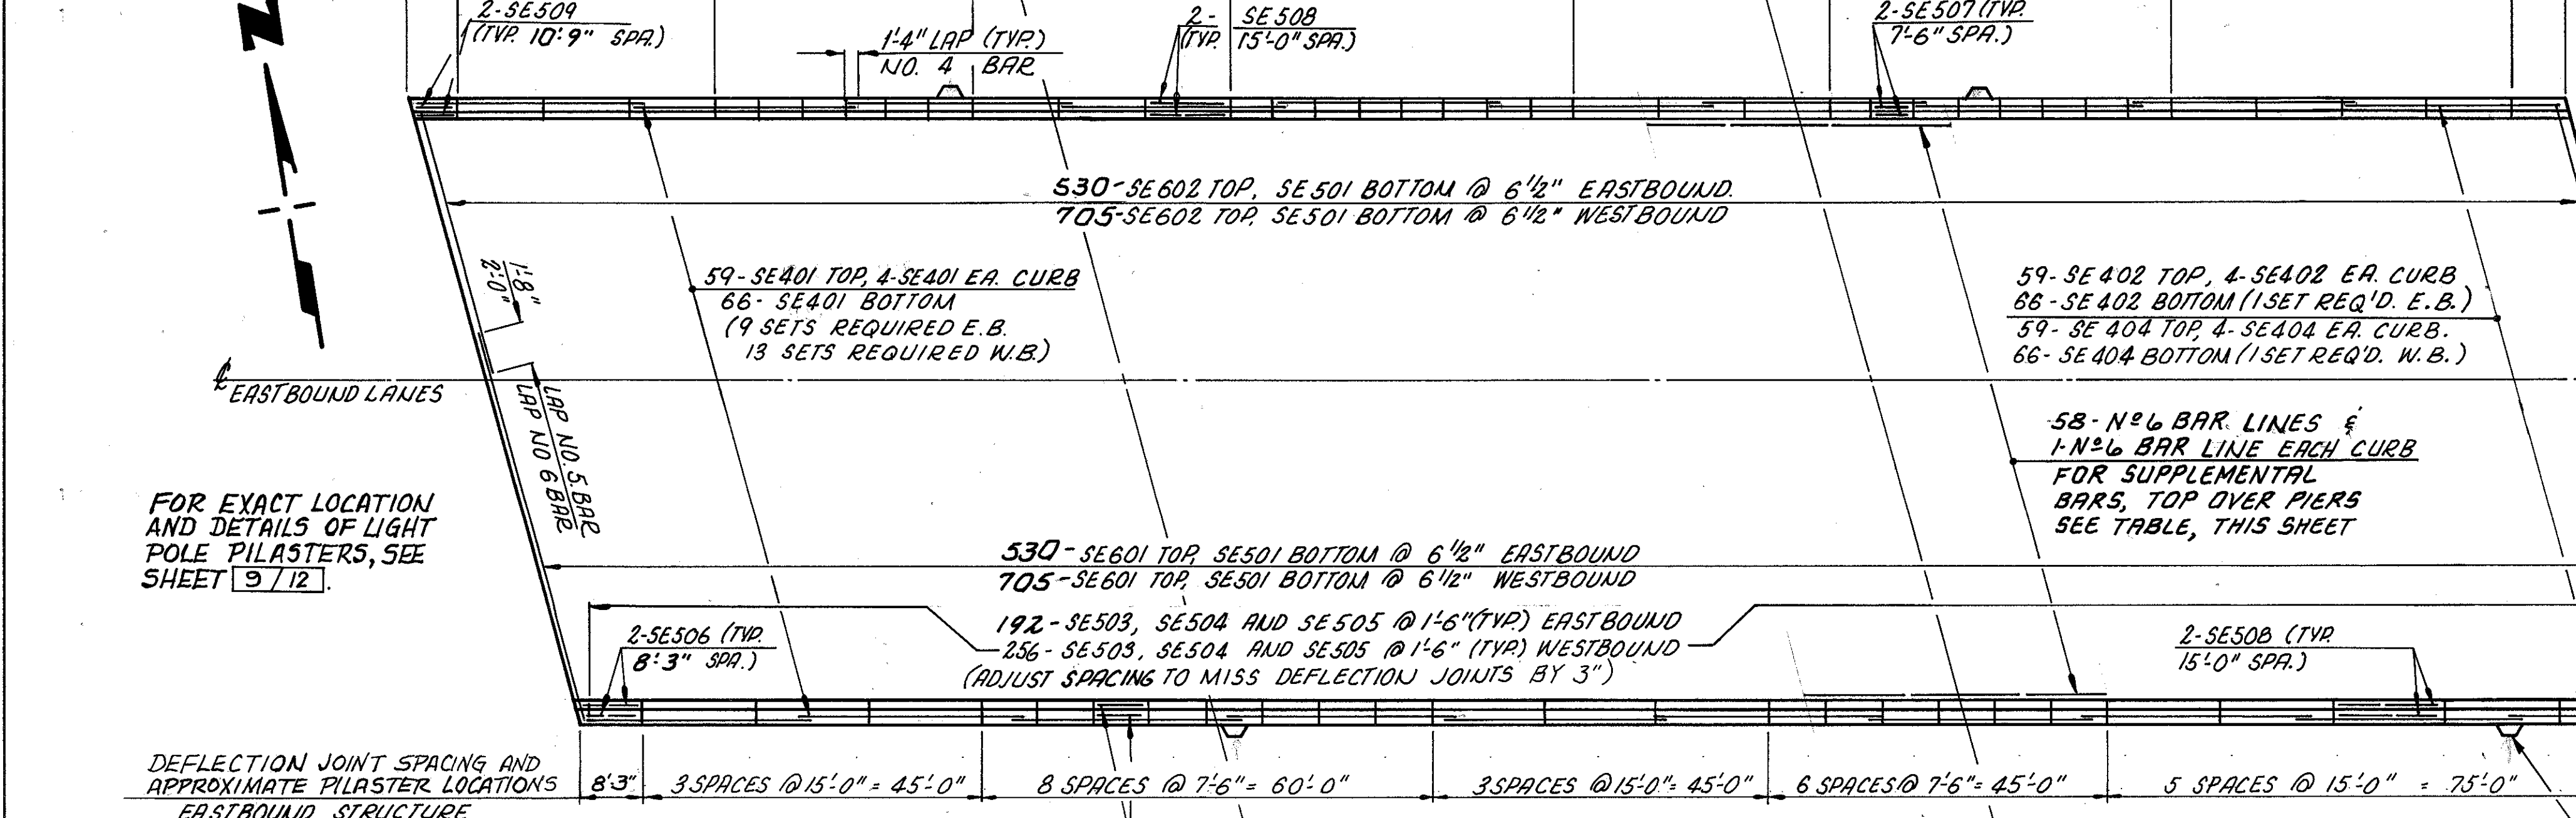 N
2-SE509
(TYP. 10'-9" SPA.)
1'-4" LAP (TYP.)
NO. 4 BAR
2- SE508
(TYP. 15'-0" SPA.)
2-SE507 (TYP.
7'-6" SPA.)
530-SE602 TOP, SE501 BOTTOM @ 6 1/2" EASTBOUND.
705-SE602 TOP, SE501 BOTTOM @ 6 1/2" WESTBOUND
1'-8"
2'-0"
59-SE401 TOP, 4-SE401 EA. CURB
66-SE401 BOTTOM
(9 SETS REQUIRED E.B.
13 SETS REQUIRED W.B.)
59-SE402 TOP, 4-SE402 EA. CURB
66-SE402 BOTTOM (1 SET REQ'D. E.B.)
59-SE404 TOP, 4-SE404 EA. CURB.
66-SE404 BOTTOM (1 SET REQ'D. W.B.)
℄ EASTBOUND LANES
LAP NO. 5 BAR
LAP NO 6 BAR
58-Nº6 BAR LINES &
1-Nº6 BAR LINE EACH CURB
FOR SUPPLEMENTAL
BARS, TOP OVER PIERS
SEE TABLE, THIS SHEET
FOR EXACT LOCATION
AND DETAILS OF LIGHT
POLE PILASTERS, SEE
SHEET 9/12.
530-SE601 TOP, SE501 BOTTOM @ 6 1/2" EASTBOUND
705-SE601 TOP, SE501 BOTTOM @ 6 1/2" WESTBOUND
192-SE503, SE504 AND SE505 @ 1'-6" (TYP.) EASTBOUND
256-SE503, SE504 AND SE505 @ 1'-6" (TYP.) WESTBOUND
(ADJUST SPACING TO MISS DEFLECTION JOINTS BY 3")
2-SE506 (TYP.
8'-3" SPA.)
2-SE508 (TYP.
15'-0" SPA.)
DEFLECTION JOINT SPACING AND
APPROXIMATE PILASTER LOCATIONS
EASTBOUND STRUCTURE
8'-3" 3 SPACES @ 15'-0" = 45'-0" 8 SPACES @ 7'-6" = 60'-0" 3 SPACES @ 15'-0" = 45'-0" 6 SPACES @ 7'-6" = 45'-0" 5 SPACES @ 15'-0" = 75'-0"